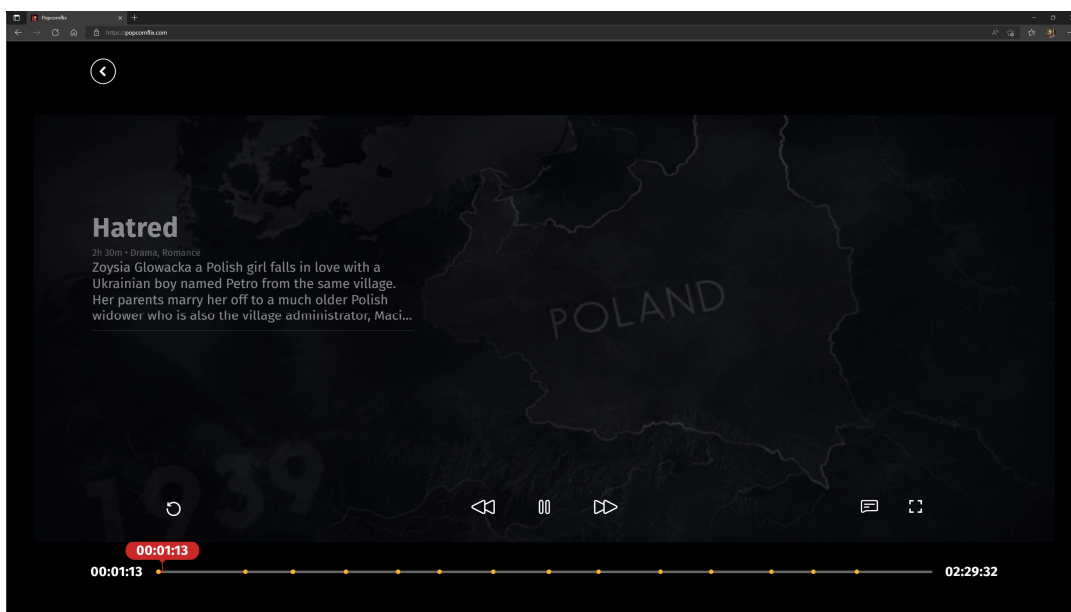 Popcornflix
https://popcornflix.com
Hatred
2h 30m • Drama, Romance
Zoysia Glowacka a Polish girl falls in love with a
Ukrainian boy named Petro from the same village.
Her parents marry her off to a much older Polish
widower who is also the village administrator, Maci...
POLAND
1939
00:01:13
00:01:13
02:29:32